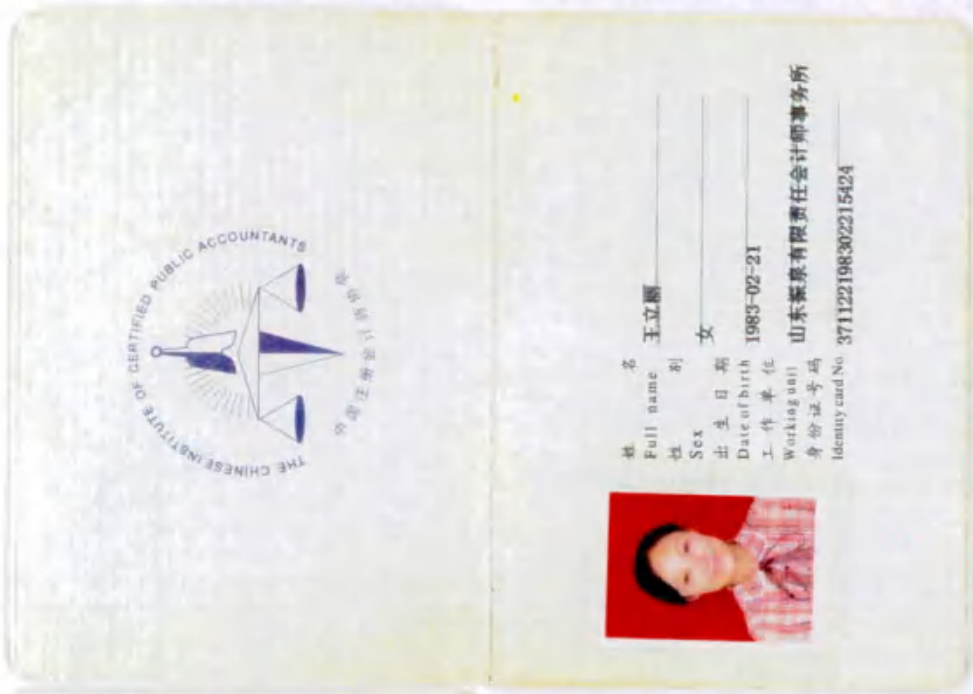 THE CHINESE INSTITUTE OF CERTIFIED PUBLIC ACCOUNTANTS
中国注册会计师协会
姓 名 王立丽
Full name
性 别 女
Sex
出 生 日 期 1983-02-21
Date of birth
工 作 单 位 山东振泉有限责任会计师事务所
Working unit
身 份 证 号 码 371122198302215424
Identity card No.